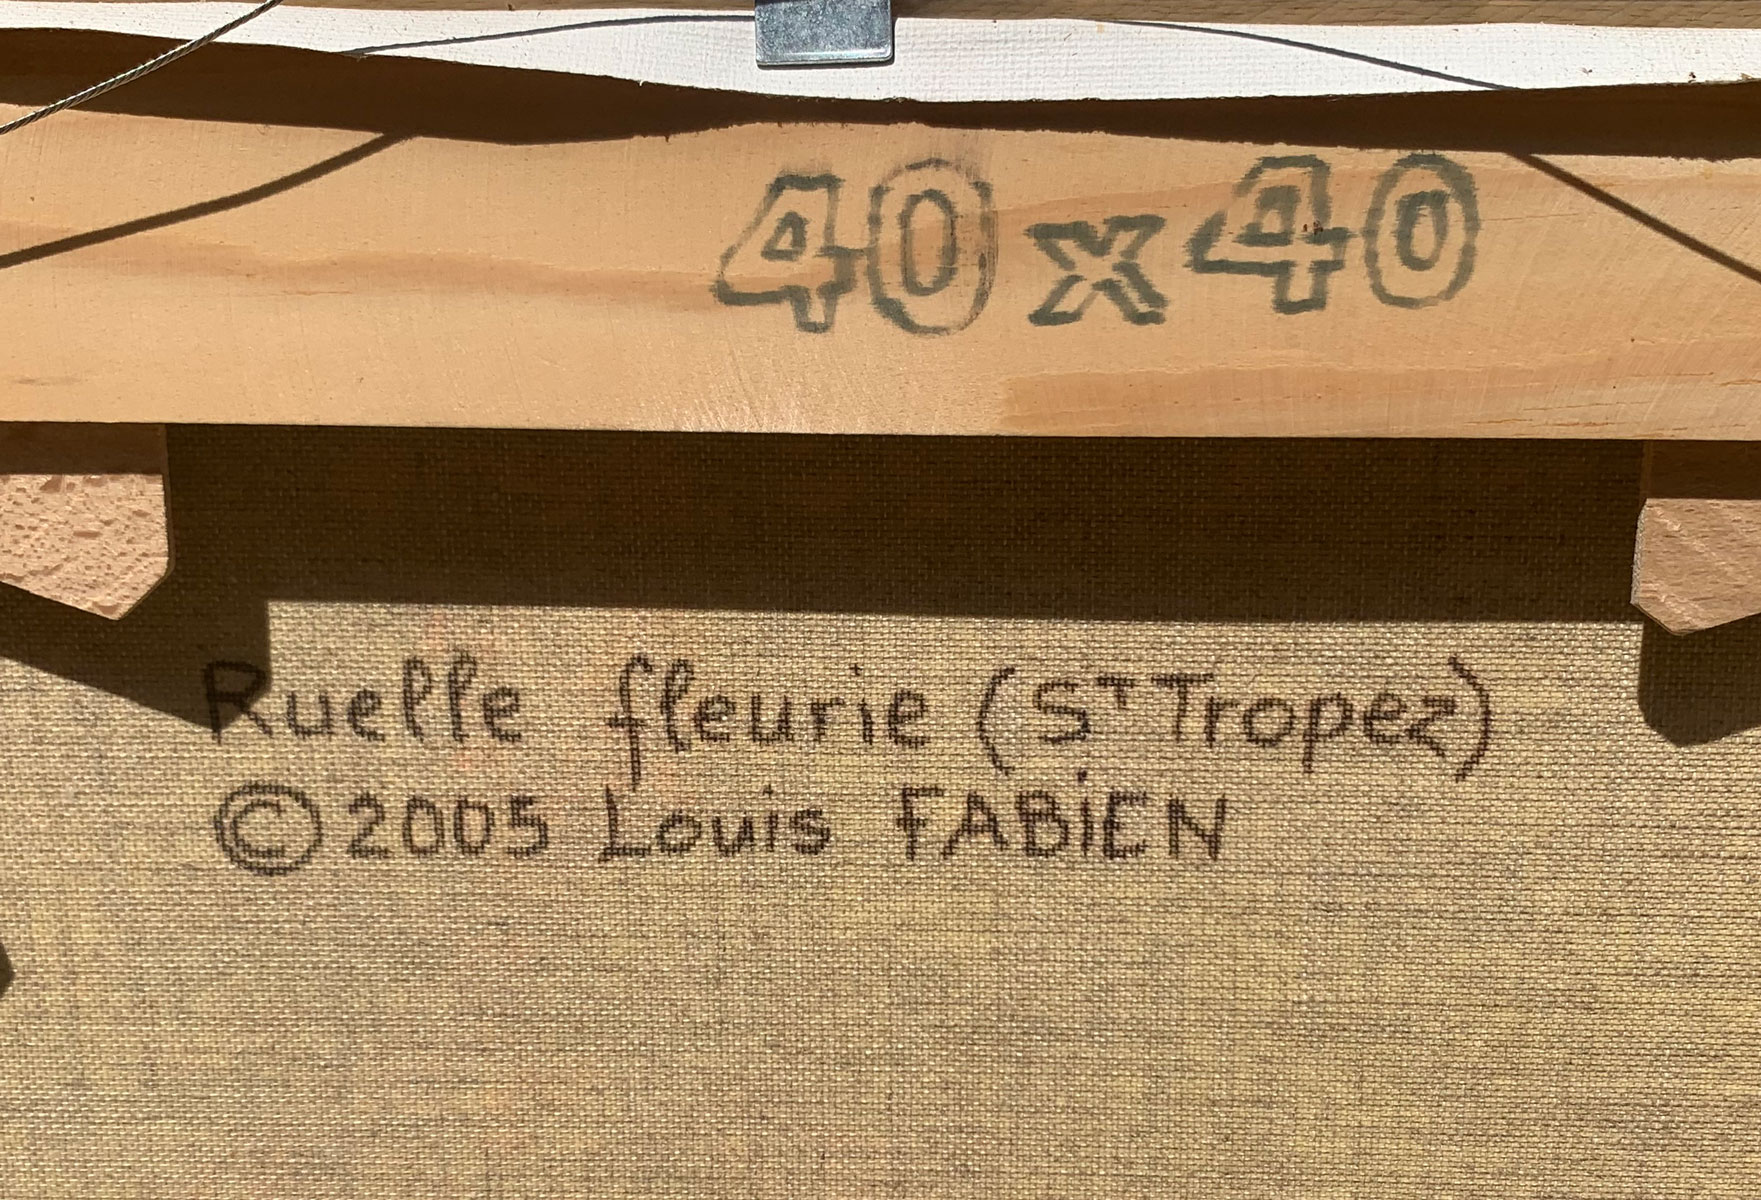 40 x 40
Ruelle fleurie (Sᵀ Tropez)
© 2005 Louis FABiEN